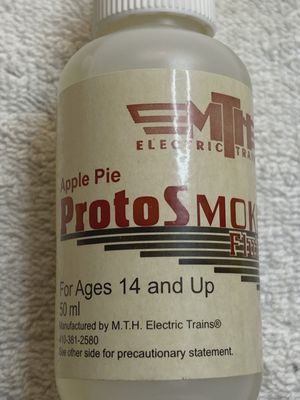 MTH
ELECTRIC TRAIN
Apple Pie
ProtoSMOK
For Ages 14 and Up
50 ml
Manufactured by M.T.H. Electric Trains®
410-381-2580
See other side for precautionary statement.